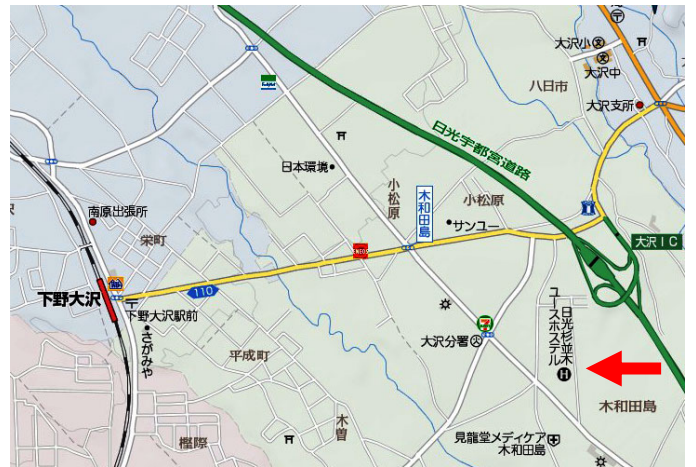 大沢小
大沢中
八日市
大沢支所
日光宇都宮道路
日本環境
小松原
木和田島
小松原
サンユー
ENEOS
大沢IC
南原出張所
栄町
下野大沢
110
下野大沢駅前
さがみや
平成町
7
大沢分署
日光杉並木
ユースホステル
H
木和田島
木曽
見龍堂メディケア
樫際